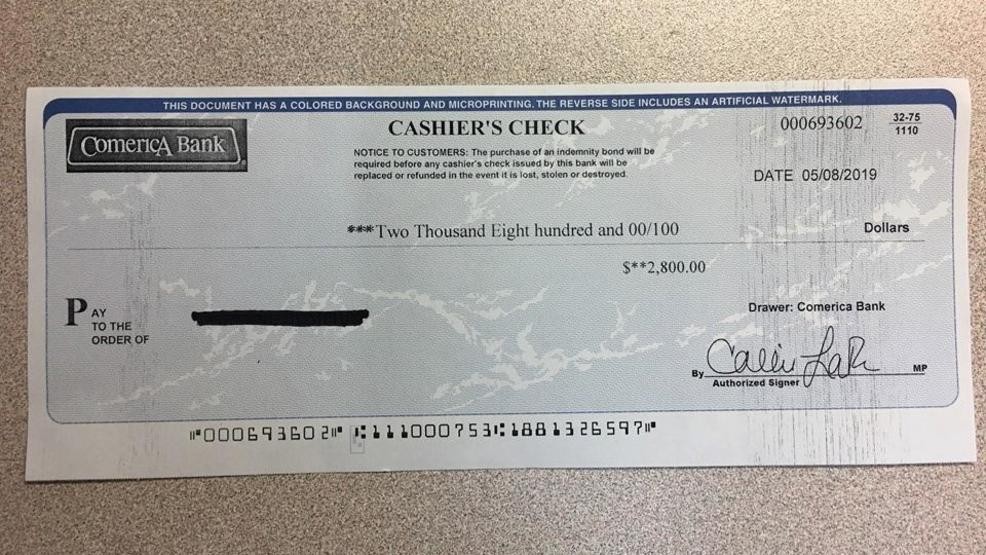 THIS DOCUMENT HAS A COLORED BACKGROUND AND MICROPRINTING. THE REVERSE SIDE INCLUDES AN ARTIFICIAL WATERMARK.
ComericA Bank
CASHIER'S CHECK
000693602
32-75
1110
NOTICE TO CUSTOMERS: The purchase of an indemnity bond will be
required before any cashier's check issued by this bank will be
replaced or refunded in the event it is lost, stolen or destroyed.
DATE 05/08/2019
***Two Thousand Eight hundred and 00/100 Dollars
$**2,800.00
PAY
TO THE
ORDER OF
Drawer: Comerica Bank
By
MP
Authorized Signer
⑈000693602⑈ ⑆111000753⑆1881326597⑈